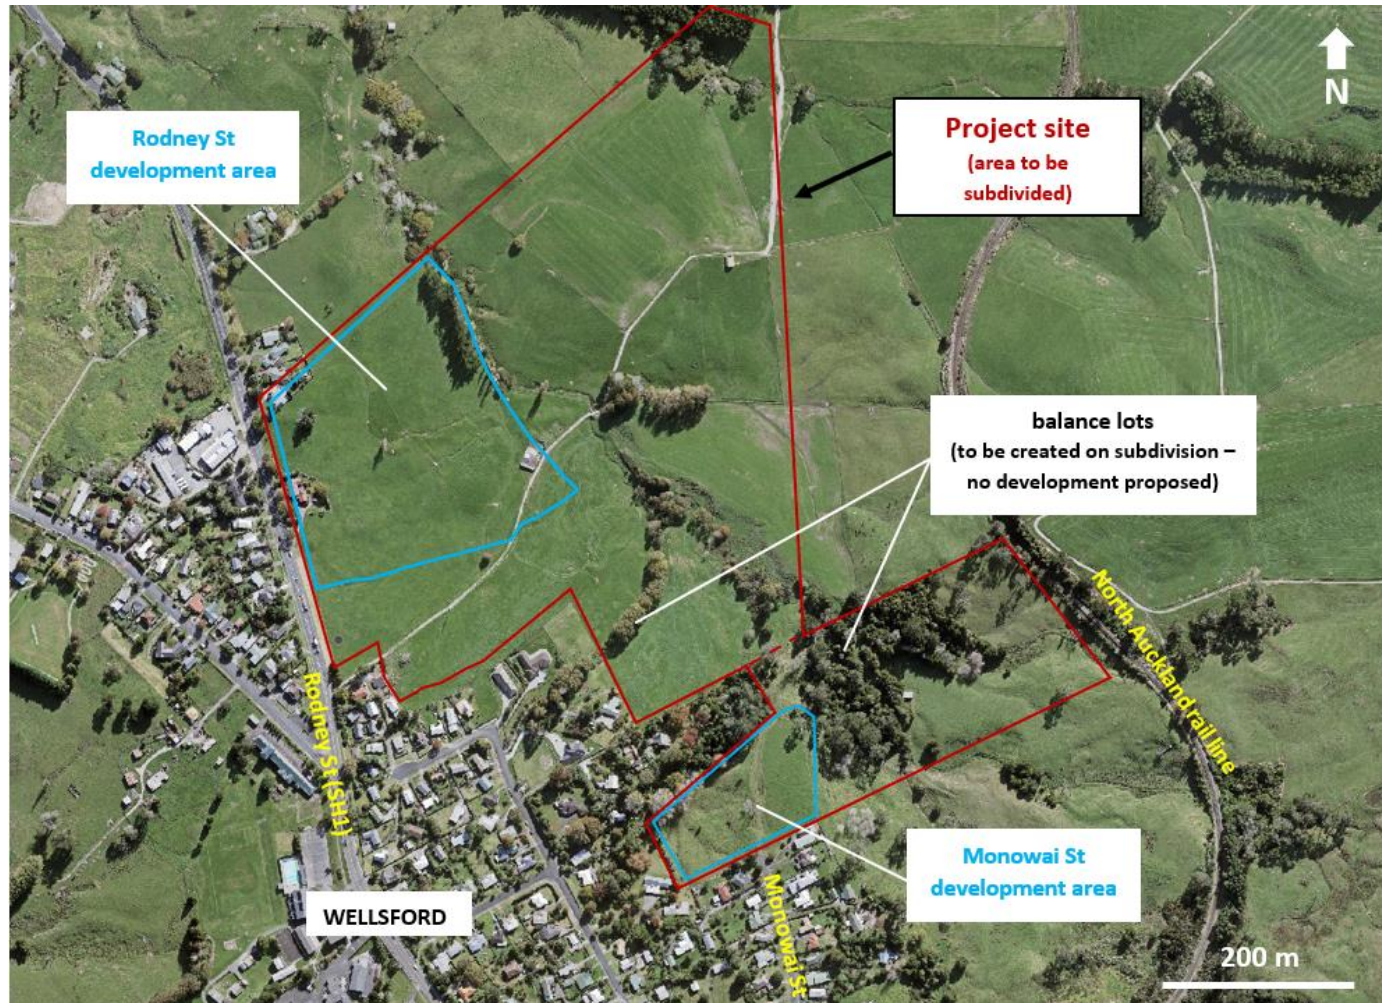 N
Rodney St
development area
Project site
(area to be
subdivided)
balance lots
(to be created on subdivision –
no development proposed)
North Auckland rail line
Rodney St (SH1)
Monowai St
development area
WELLSFORD
Monowai St
200 m